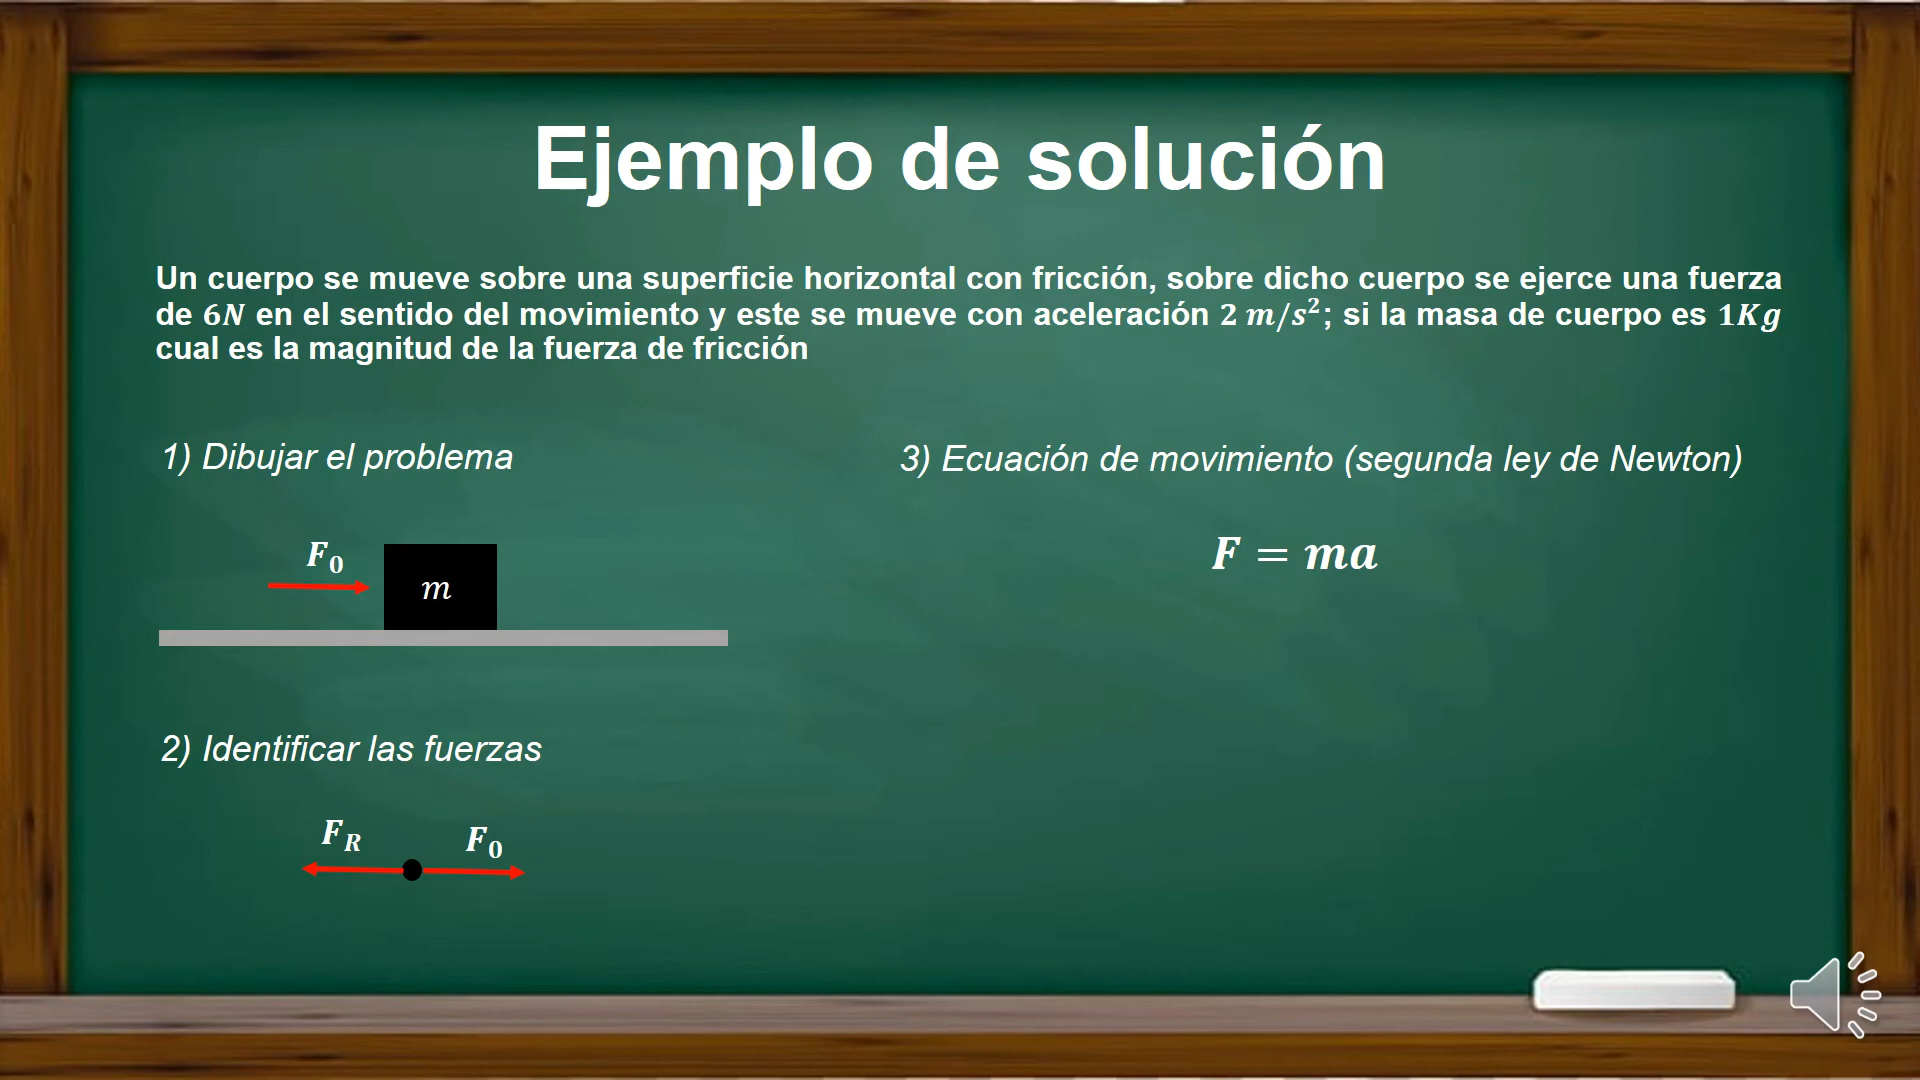 Ejemplo de solución
Un cuerpo se mueve sobre una superficie horizontal con fricción, sobre dicho cuerpo se ejerce una fuerza
de 6N en el sentido del movimiento y este se mueve con aceleración 2 m/s²; si la masa de cuerpo es 1Kg
cual es la magnitud de la fuerza de fricción
1) Dibujar el problema
F₀
m
2) Identificar las fuerzas
F_R F₀
3) Ecuación de movimiento (segunda ley de Newton)
F = ma